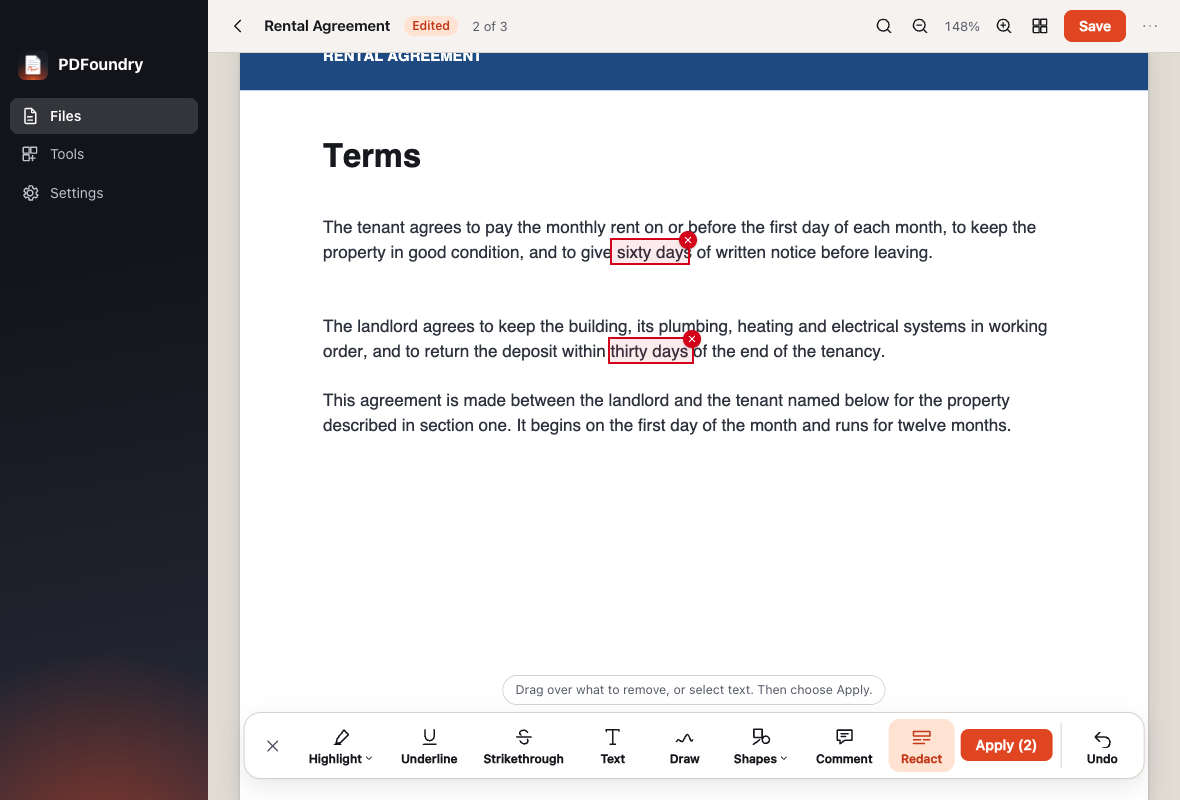 PDFoundry
Files
Tools
Settings
Rental Agreement
Edited
2 of 3
148%
Save
RENTAL AGREEMENT
Terms
The tenant agrees to pay the monthly rent on or before the first day of each month, to keep the
property in good condition, and to give sixty days of written notice before leaving.
The landlord agrees to keep the building, its plumbing, heating and electrical systems in working
order, and to return the deposit within thirty days of the end of the tenancy.
This agreement is made between the landlord and the tenant named below for the property
described in section one. It begins on the first day of the month and runs for twelve months.
Drag over what to remove, or select text. Then choose Apply.
Highlight
Underline
Strikethrough
Text
Draw
Shapes
Comment
Redact
Apply (2)
Undo